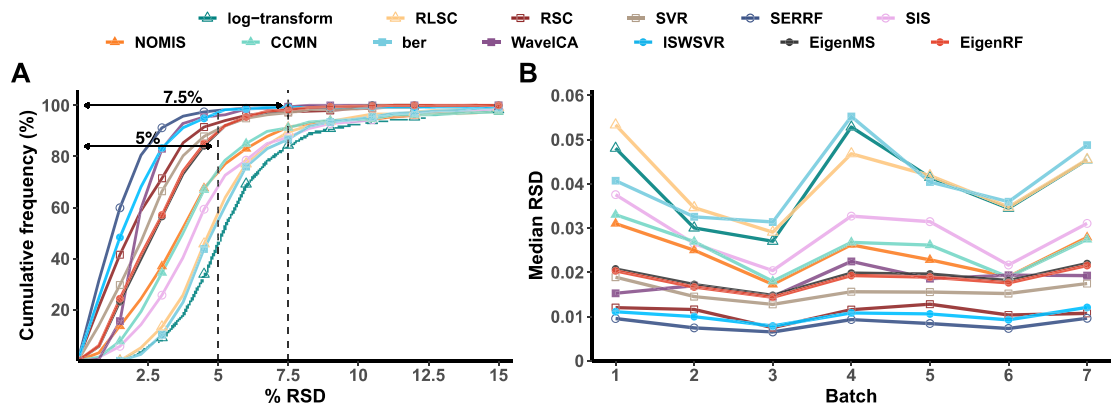 log-transform RLSC RSC SVR SERRF SIS
NOMIS CCMN ber WaveICA ISWSVR EigenMS EigenRF
A
Cumulative frequency (%)
100
80
60
40
20
7.5%
5%
2.5 5 7.5 10 12.5 15
% RSD
B
Median RSD
0.06
0.05
0.04
0.03
0.02
0.01
0
1 2 3 4 5 6 7
Batch